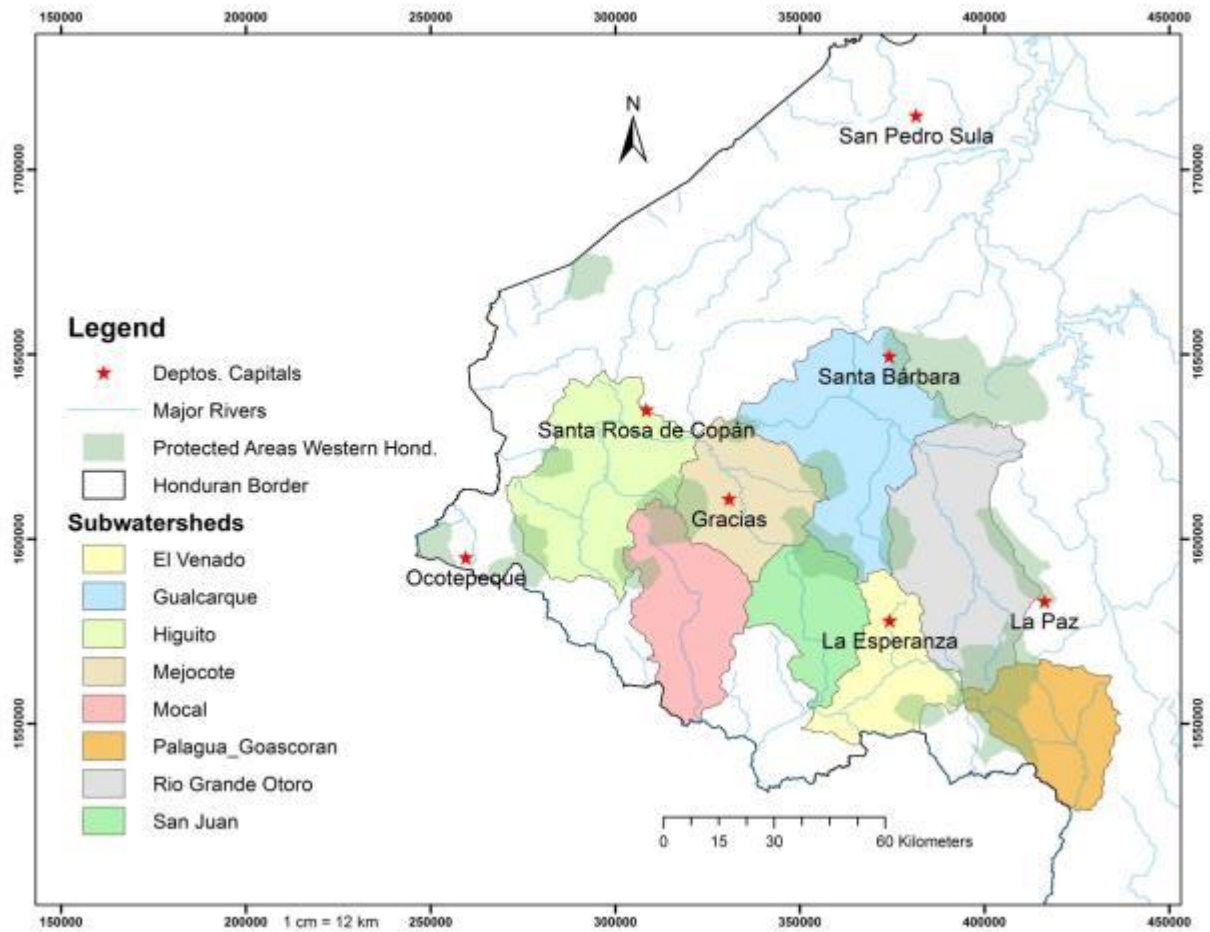 150000 200000 250000 300000 350000 400000 450000
N
San Pedro Sula
1700000 1700000
Legend
Deptos. Capitals
Major Rivers
Protected Areas Western Hond.
Honduran Border
1650000 1650000
Santa Bárbara
Santa Rosa de Copán
Gracias
Subwatersheds
El Venado
Gualcarque
Higuito
Mejocote
Mocal
Palagua_Goascoran
Rio Grande Otoro
San Juan
1600000 1600000
Ocotepeque
La Paz
La Esperanza
1550000 1550000
0 15 30 60 Kilometers
150000 200000 250000 300000 350000 400000 450000
1 cm = 12 km